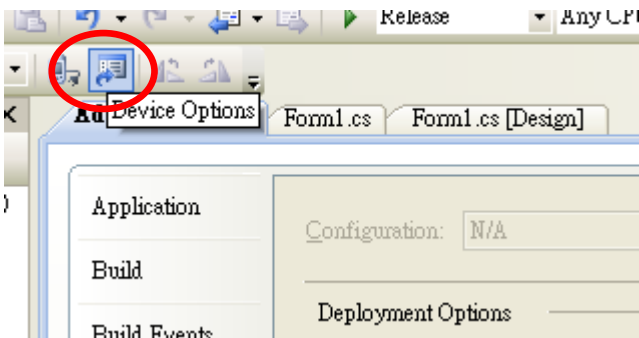 Release Any CPU
Device Options
Form1.cs Form1.cs [Design]
Application
Configuration: N/A
Build
Deployment Options
Build Events